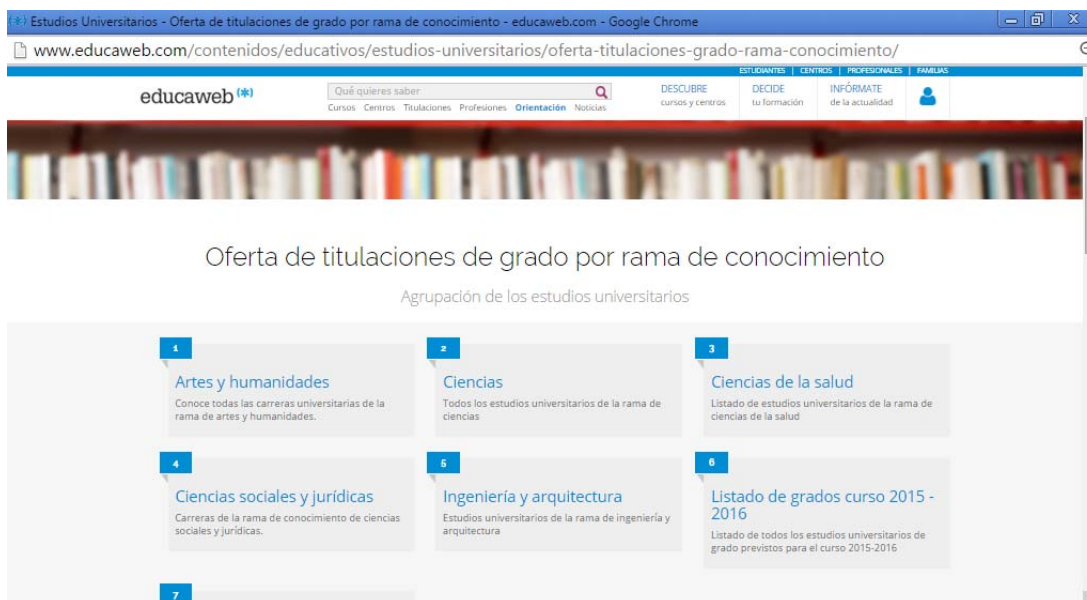 Estudios Universitarios - Oferta de titulaciones de grado por rama de conocimiento - educaweb.com - Google Chrome
www.educaweb.com/contenidos/educativos/estudios-universitarios/oferta-titulaciones-grado-rama-conocimiento/
ESTUDIANTES | CENTROS | PROFESIONALES | FAMILIAS
educaweb(*)
Qué quieres saber
Cursos Centros Titulaciones Profesiones Orientación Noticias
DESCUBRE
cursos y centros
DECIDE
tu formación
INFÓRMATE
de la actualidad
Oferta de titulaciones de grado por rama de conocimiento
Agrupación de los estudios universitarios
1
Artes y humanidades
Conoce todas las carreras universitarias de la
rama de artes y humanidades.
2
Ciencias
Todos los estudios universitarios de la rama de
ciencias
3
Ciencias de la salud
Listado de estudios universitarios de la rama de
ciencias de la salud
4
Ciencias sociales y jurídicas
Carreras de la rama de conocimiento de ciencias
sociales y jurídicas.
5
Ingeniería y arquitectura
Estudios universitarios de la rama de ingeniería y
arquitectura
6
Listado de grados curso 2015 -
2016
Listado de todos los estudios universitarios de
grado previstos para el curso 2015-2016
7